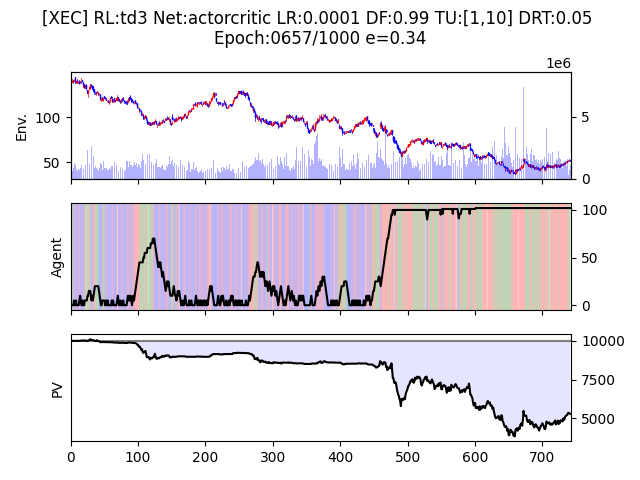 [XEC] RL:td3 Net:actorcritic LR:0.0001 DF:0.99 TU:[1,10] DRT:0.05
Epoch:0657/1000 e=0.34
1e6
Env.
100
50
5
0
Agent
100
50
0
PV
10000
7500
5000
0 100 200 300 400 500 600 700